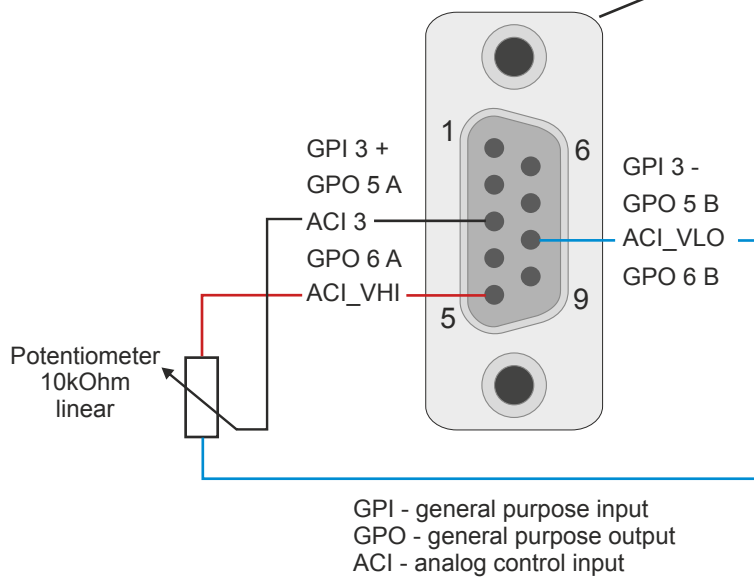 1
6
GPI 3 +
GPO 5 A
ACI 3
GPO 6 A
ACI_VHI
GPI 3 -
GPO 5 B
ACI_VLO
GPO 6 B
5
9
Potentiometer
10kOhm
linear
GPI - general purpose input
GPO - general purpose output
ACI - analog control input